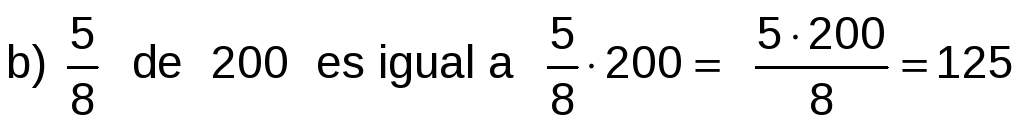 b) 5/8 de 200 es igual a 5/8 · 200 = 5 · 200/8 = 125